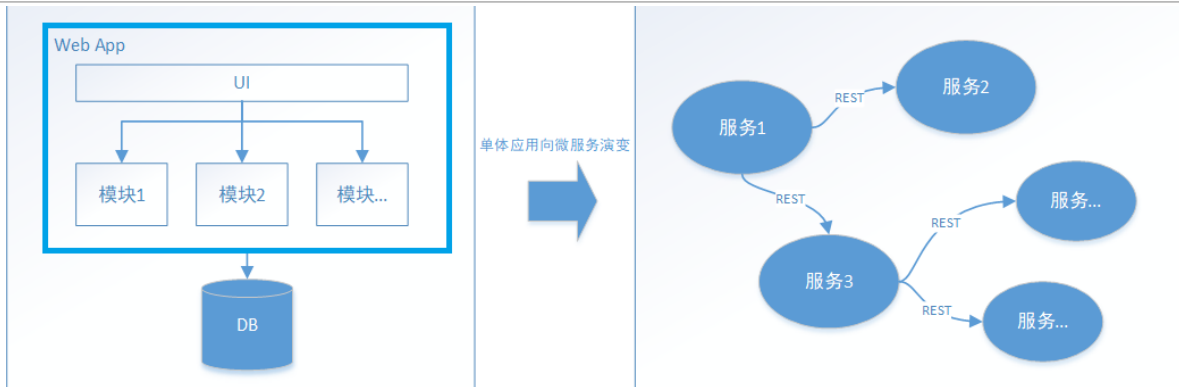 Web App
UI
模块1
模块2
模块...
DB
单体应用向微服务演变
服务1
REST
服务2
REST
服务3
REST
服务...
REST
服务...